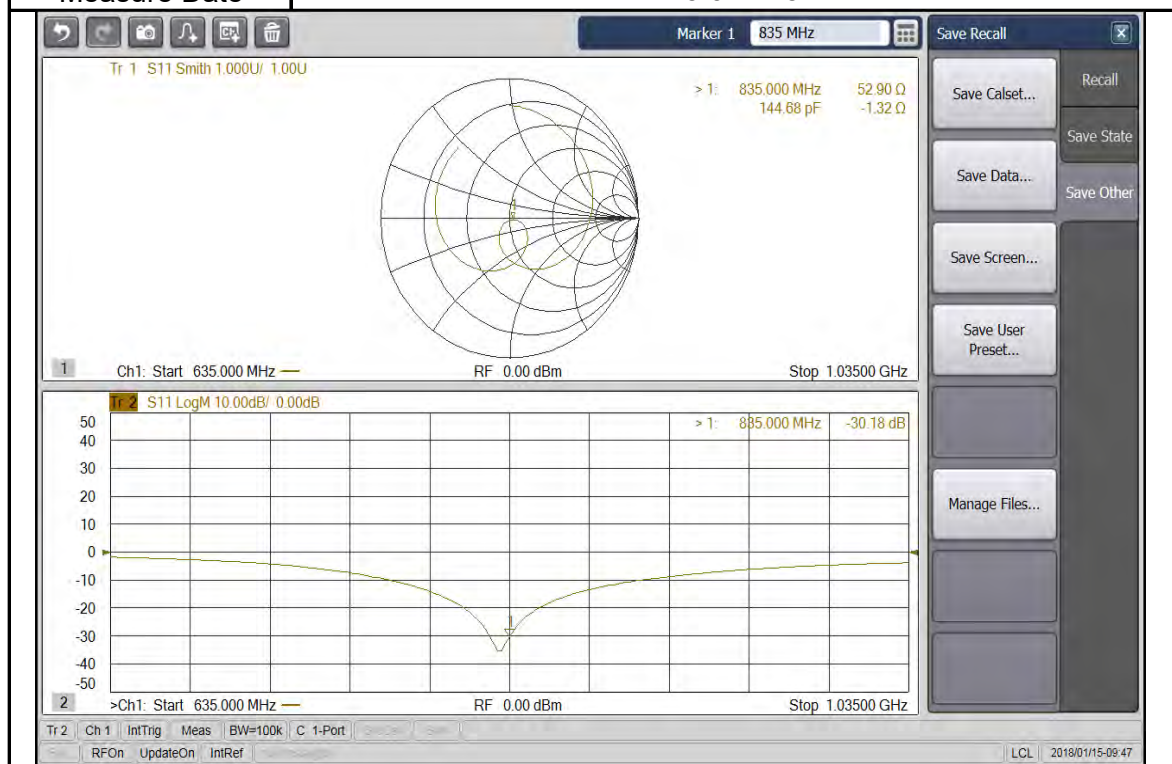 Measure Date
Marker 1 835 MHz
Save Recall
Tr 1 S11 Smith 1.000U/ 1.00U
> 1: 835.000 MHz 52.90 Ω
144.68 pF -1.32 Ω
1
1 Ch1: Start 635.000 MHz RF 0.00 dBm Stop 1.03500 GHz
Tr 2 S11 LogM 10.00dB/ 0.00dB
> 1: 835.000 MHz -30.18 dB
50
40
30
20
10
0
-10
-20
-30
-40
-50
1
2 >Ch1: Start 635.000 MHz RF 0.00 dBm Stop 1.03500 GHz
Save Calset...
Save Data...
Save Screen...
Save User
Preset...
Manage Files...
Recall
Save State
Save Other
Tr 2 Ch 1 IntTrig Meas BW=100k C 1-Port
RFOn UpdateOn IntRef LCL 2018/01/15-09:47